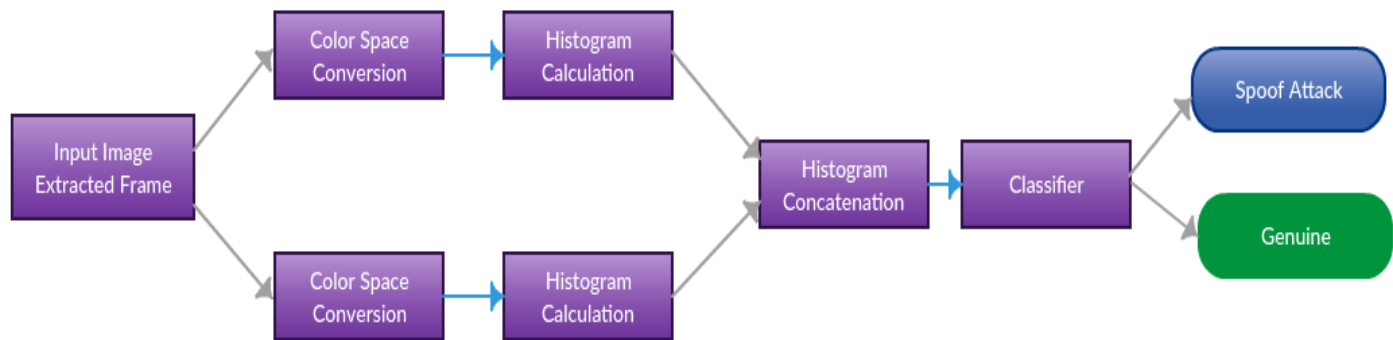 Input Image
Extracted Frame
Color Space
Conversion
Histogram
Calculation
Color Space
Conversion
Histogram
Calculation
Histogram
Concatenation
Classifier
Spoof Attack
Genuine